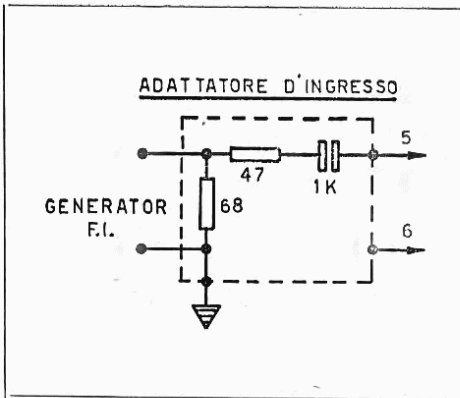 ADATTATORE D'INGRESSO
5
47
1K
68
GENERATOR
F.I.
6